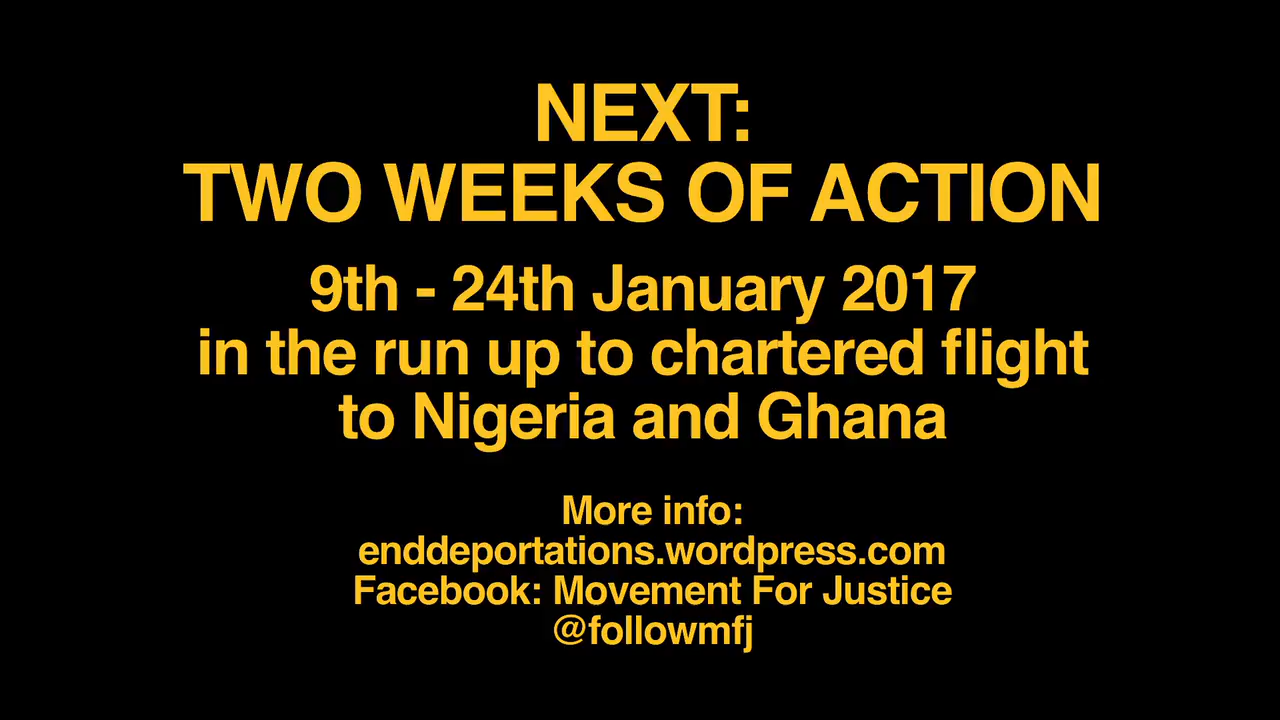 NEXT:
TWO WEEKS OF ACTION
9th - 24th January 2017
in the run up to chartered flight
to Nigeria and Ghana
More info:
enddeportations.wordpress.com
Facebook: Movement For Justice
@followmfj